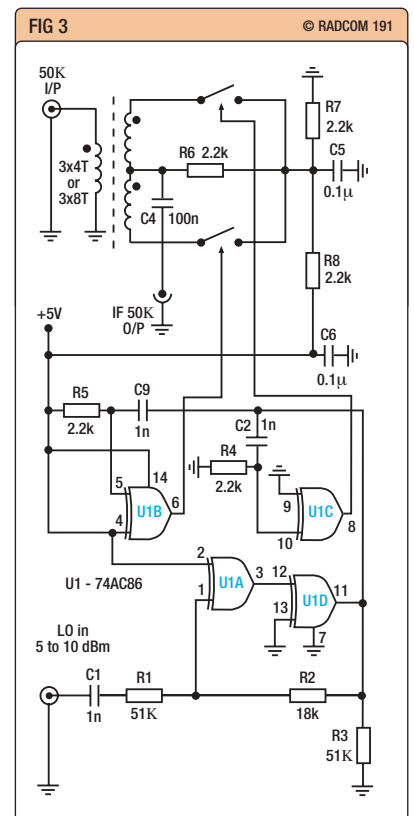 FIG 3
© RADCOM 191
50K
I/P
3x4T
or
3x8T
R6 2.2k
C4
100n
R7
2.2k
C5
0.1µ
R8
2.2k
IF 50K
O/P
+5V
C6
0.1µ
R5
2.2k
C9
1n
C2
1n
R4
2.2k
5
14
4
U1B
6
9
10
U1C
8
U1 - 74AC86
2
1
U1A
3
12
13
U1D
11
7
LO in
5 to 10 dBm
C1
1n
R1
51K
R2
18k
R3
51K